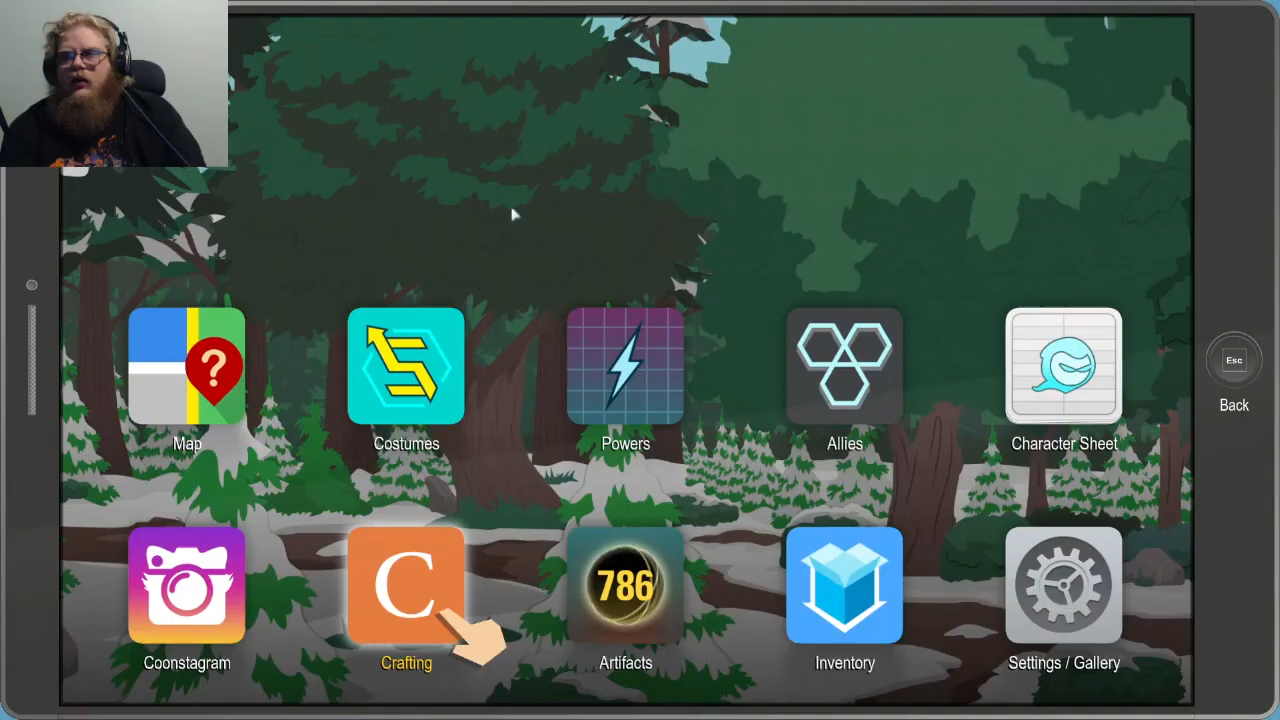 ?
Map
Costumes
Powers
Allies
Character Sheet
Esc
Back
Coonstagram
C
Crafting
786
Artifacts
Inventory
Settings / Gallery